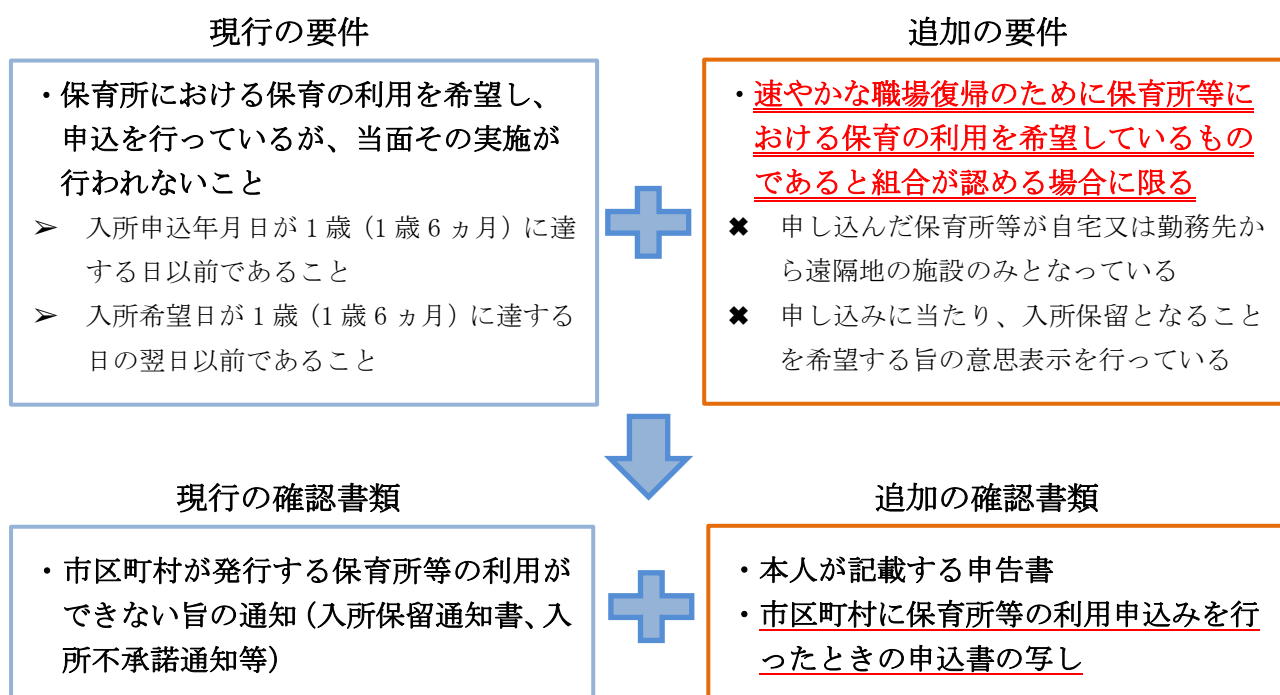 現行の要件
・保育所における保育の利用を希望し、
申込を行っているが、当面その実施が
行われないこと
➢ 入所申込年月日が1歳(1歳6ヵ月)に達
する日以前であること
➢ 入所希望日が1歳(1歳6ヵ月)に達する
日の翌日以前であること
追加の要件
・速やかな職場復帰のために保育所等に
おける保育の利用を希望しているもの
であると組合が認める場合に限る
✖ 申し込んだ保育所等が自宅又は勤務先か
ら遠隔地の施設のみとなっている
✖ 申し込みに当たり、入所保留となること
を希望する旨の意思表示を行っている
現行の確認書類
・市区町村が発行する保育所等の利用が
できない旨の通知(入所保留通知書、入
所不承諾通知等)
追加の確認書類
・本人が記載する申告書
・市区町村に保育所等の利用申込みを行
ったときの申込書の写し